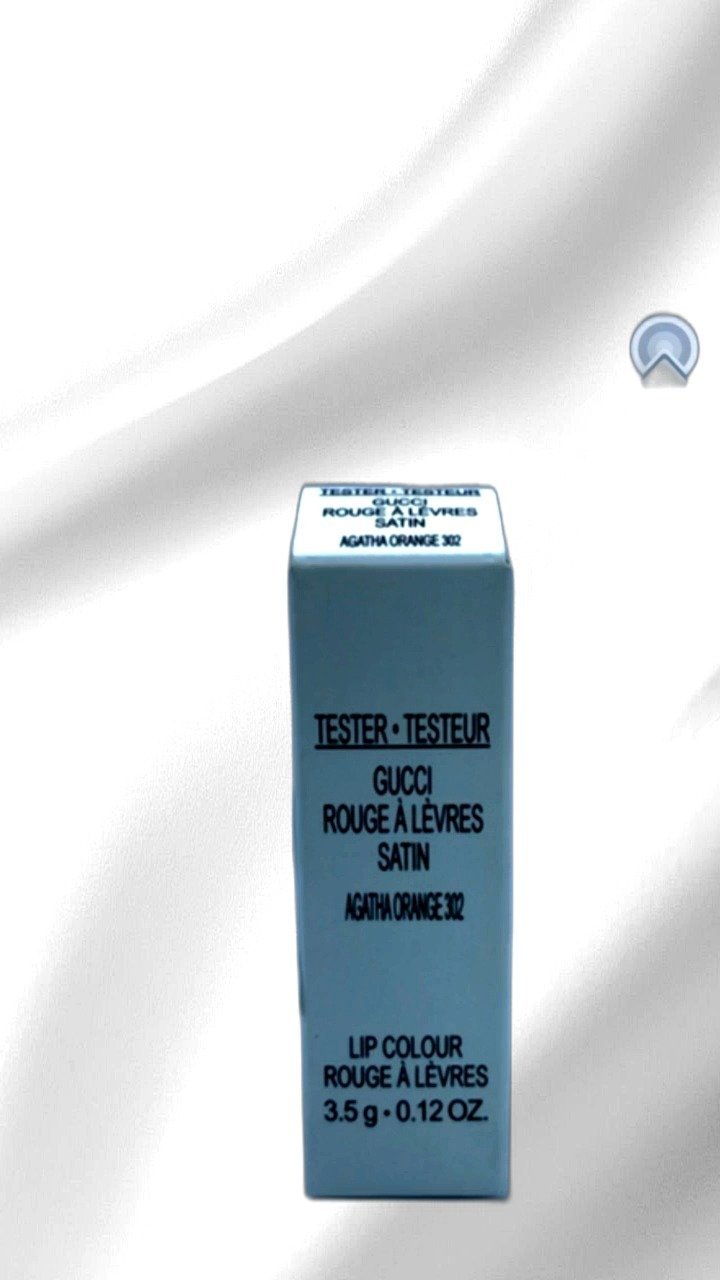 TESTER • TESTEUR
GUCCI
ROUGE À LÈVRES
SATIN
AGATHA ORANGE 302
TESTER • TESTEUR
GUCCI
ROUGE À LÈVRES
SATIN
AGATHA ORANGE 302
LIP COLOUR
ROUGE À LÈVRES
3.5 g • 0.12 OZ.